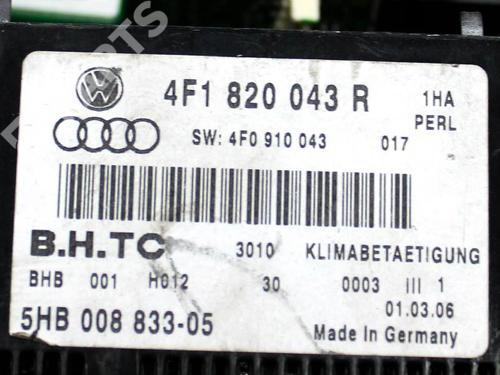 4F1 820 043 R 1HA
PERL
SW: 4F0 910 043 017
B.H.TC 3010 KLIMABETAETIGUNG
BHB 001 H012 30 0003 III 1
01.03.06
5HB 008 833-05 Made in Germany
PARTS